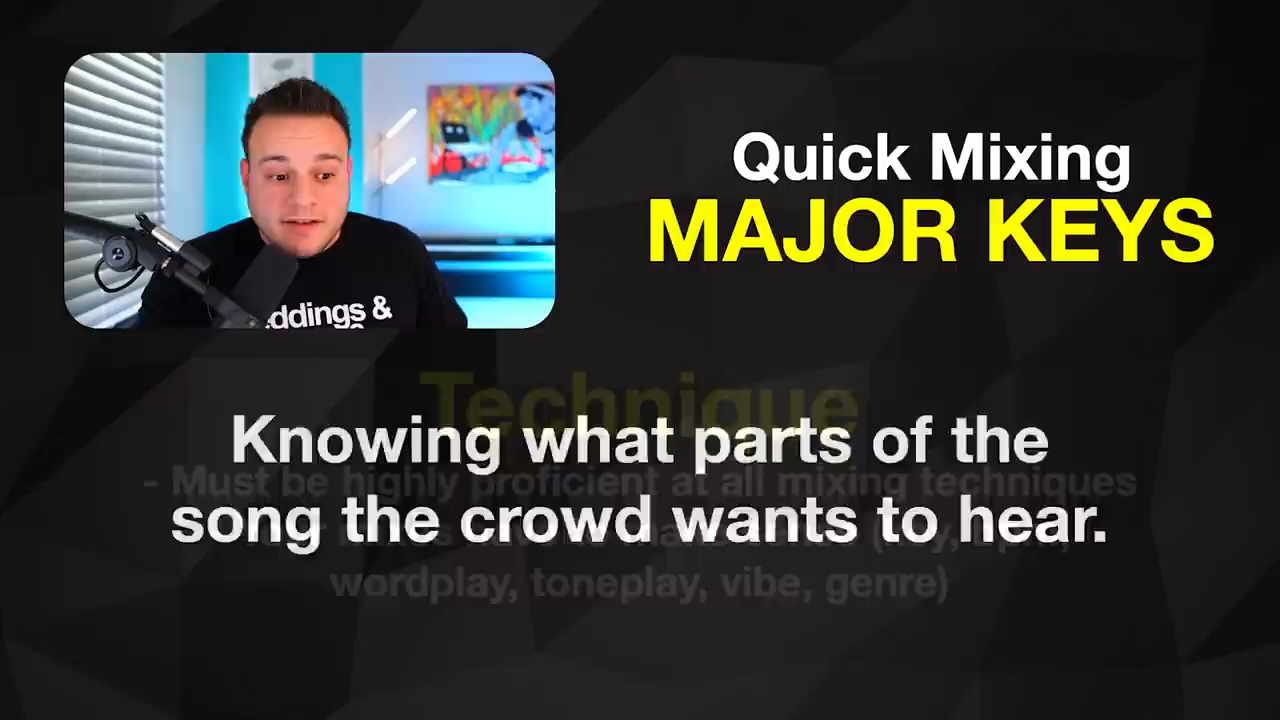 Quick Mixing
MAJOR KEYS
ddings &
Technique
Knowing what parts of the
- Must be highly proficient at all mixing techniques
song the crowd wants to hear.
wordplay, toneplay, vibe, genre)